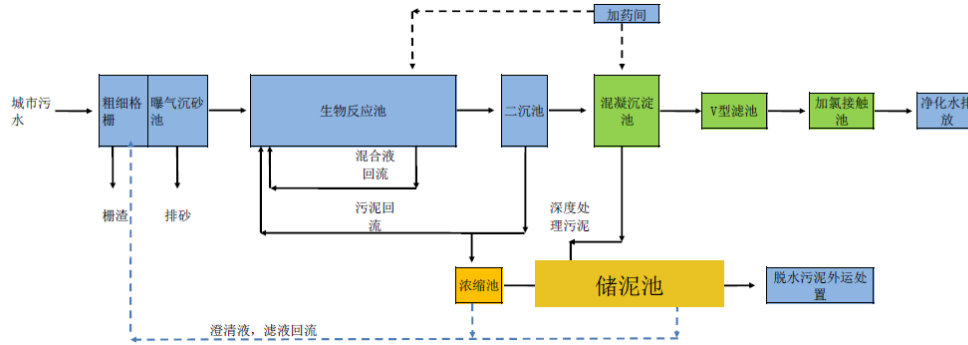 加药间
城市污
水
粗细格
栅
曝气沉砂
池
生物反应池
二沉池
混凝沉淀
池
V型滤池
加氯接触
池
净化水排
放
混合液
回流
栅渣
排砂
污泥回
流
深度处
理污泥
浓缩池
储泥池
脱水污泥外运处
置
澄清液，滤液回流